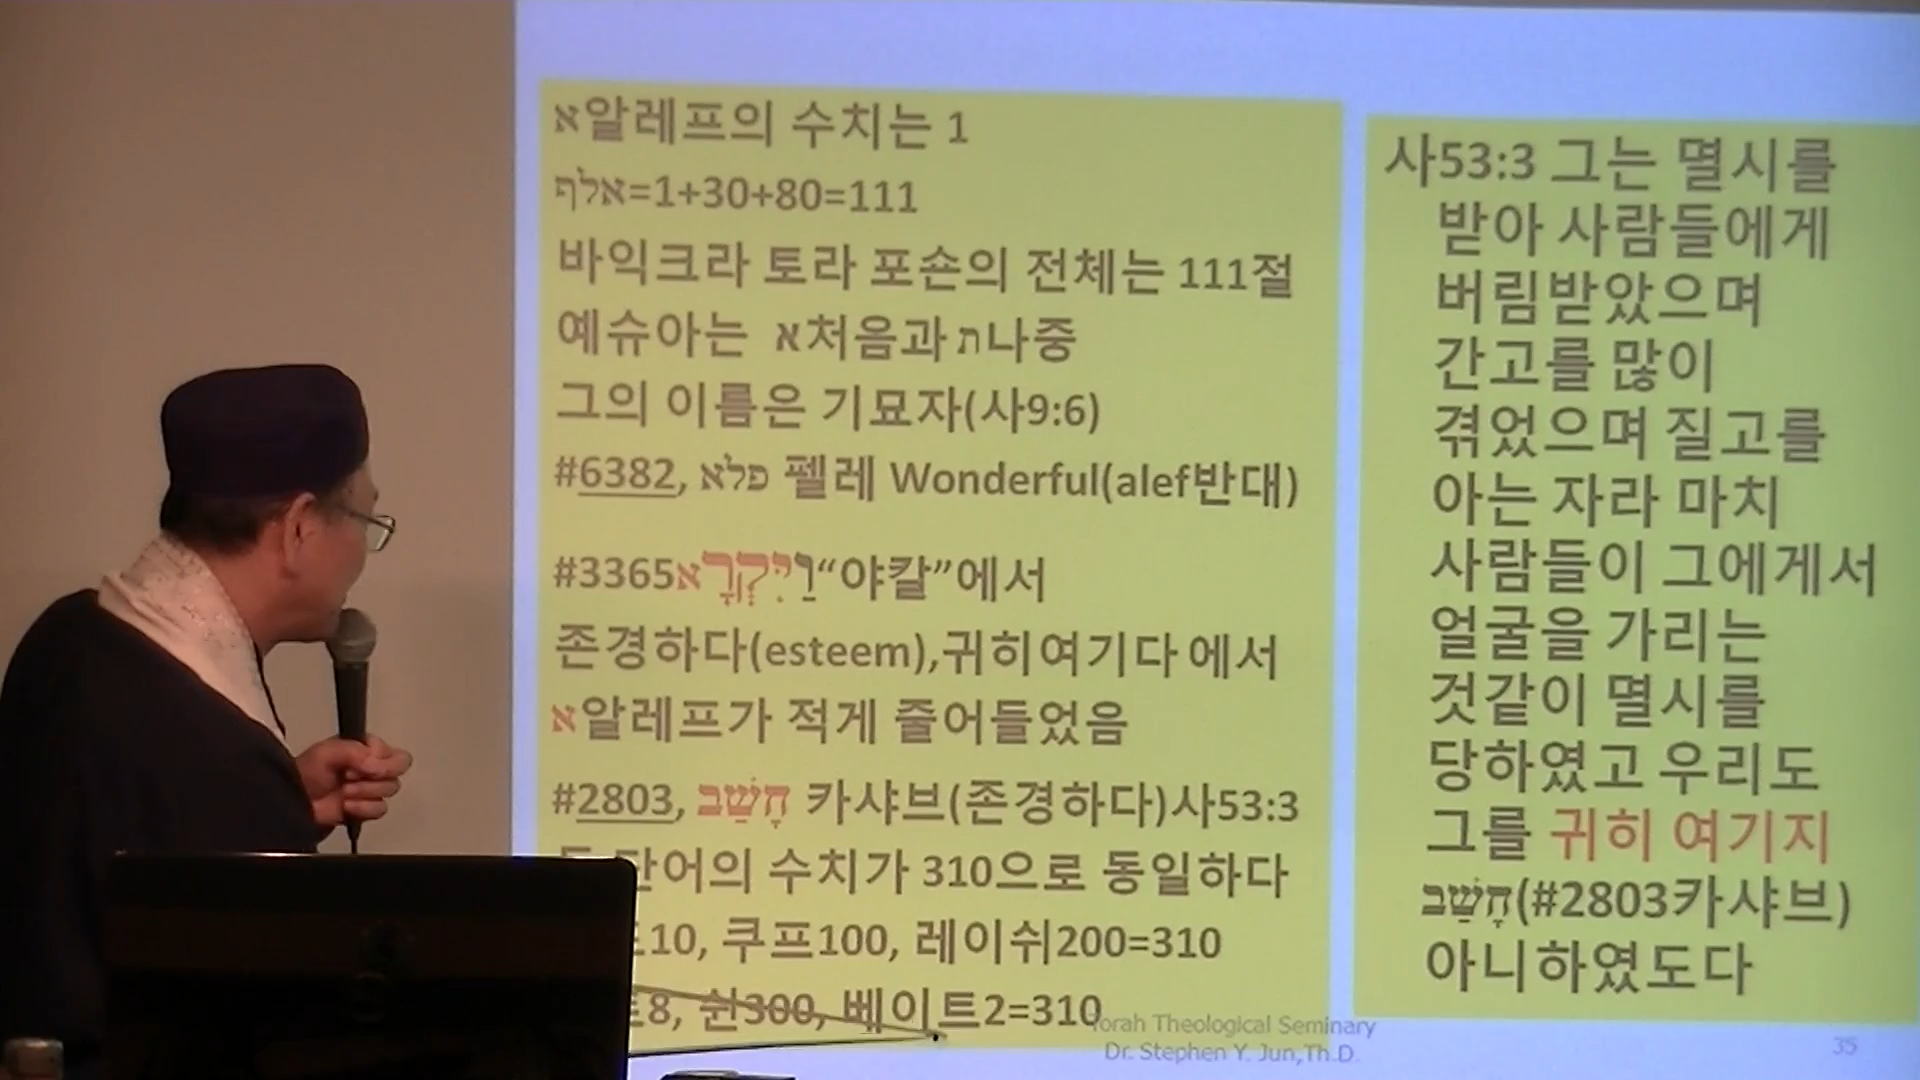 א알레프의 수치는 1
אלף=1+30+80=111
바익크라 토라 포숀의 전체는 111절
예슈아는 א처음과 ת나중
그의 이름은 기묘자(사9:6)
#6382, פלא 펠레 Wonderful(alef반대)
#3365וַיִּקְרָא“야칼”에서
존경하다(esteem),귀히여기다 에서
א알레프가 적게 줄어들었음
#2803, חָשַׁב 카샤브(존경하다)사53:3
단어의 수치가 310으로 동일하다
10, 쿠프100, 레이쉬200=310
트8, 쉰300, 베이트2=310
사53:3 그는 멸시를
받아 사람들에게
버림받았으며
간고를 많이
겪었으며 질고를
아는 자라 마치
사람들이 그에게서
얼굴을 가리는
것같이 멸시를
당하였고 우리도
그를 귀히 여기지
חָשַׁב(#2803카샤브)
아니하였도다
Torah Theological Seminary
Dr. Stephen Y. Jun,Th.D.
35